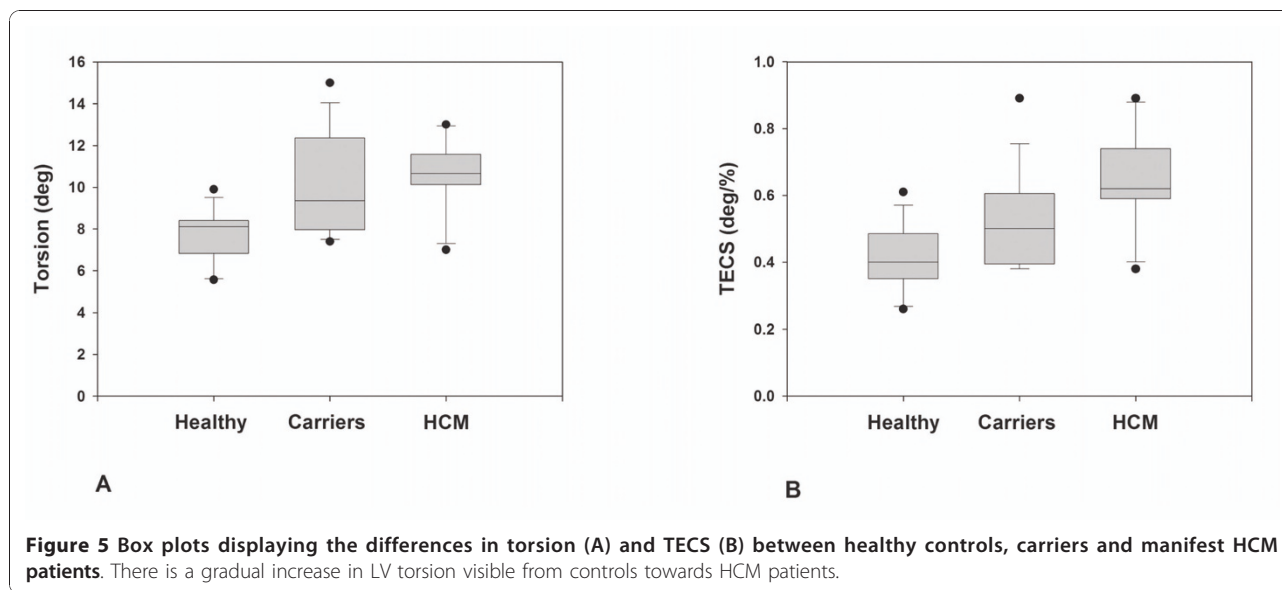 16
14
12
10
8
6
4
2
0
Torsion (deg)
Healthy Carriers HCM
A
1.0
0.8
0.6
0.4
0.2
0.0
TECS (deg/%)
Healthy Carriers HCM
B
Figure 5 Box plots displaying the differences in torsion (A) and TECS (B) between healthy controls, carriers and manifest HCM
patients. There is a gradual increase in LV torsion visible from controls towards HCM patients.